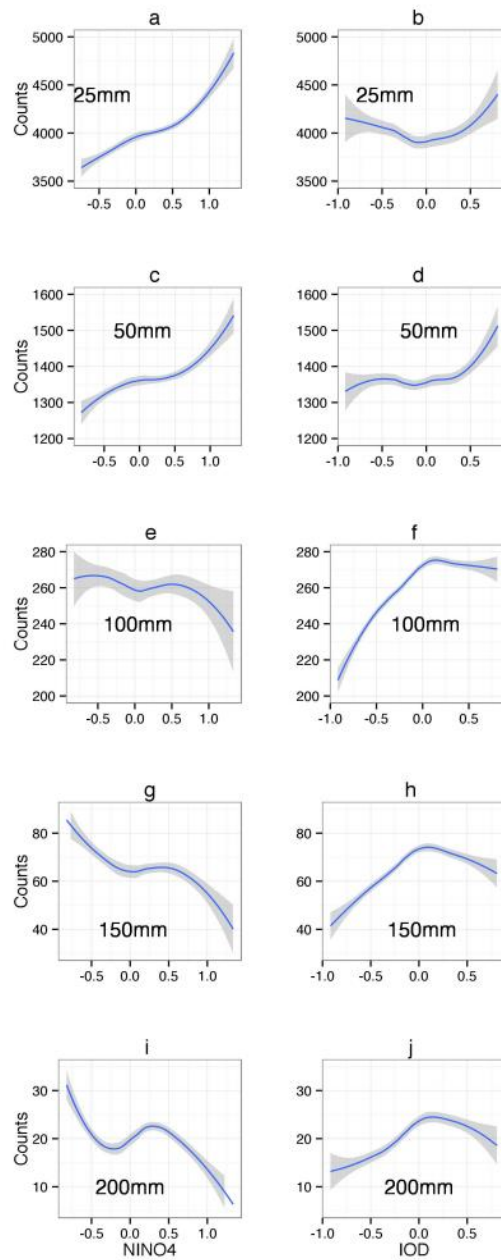 a
b
5000
4500
4000
3500
Counts
25mm
-0.5
0.0
0.5
1.0
5000
4500
4000
3500
25mm
-1.0
-0.5
0.0
0.5
c
d
1600
1500
1400
1300
1200
Counts
50mm
-0.5
0.0
0.5
1.0
1600
1500
1400
1300
1200
50mm
-1.0
-0.5
0.0
0.5
e
f
280
260
240
220
200
Counts
100mm
-0.5
0.0
0.5
1.0
280
260
240
220
200
100mm
-1.0
-0.5
0.0
0.5
g
h
80
60
40
Counts
150mm
-0.5
0.0
0.5
1.0
80
60
40
150mm
-1.0
-0.5
0.0
0.5
i
j
30
20
10
Counts
200mm
-0.5
0.0
0.5
1.0
NINO4
30
20
10
200mm
-1.0
-0.5
0.0
0.5
IOD